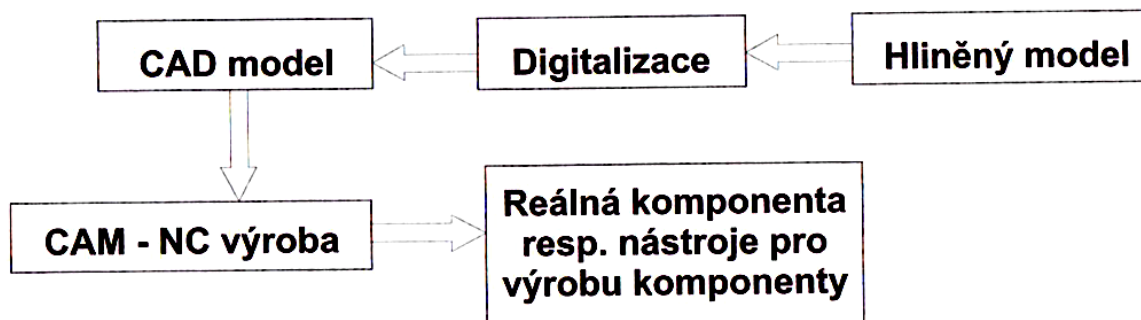 CAD model
Digitalizace
Hliněný model
CAM - NC výroba
Reálná komponenta
resp. nástroje pro
výrobu komponenty